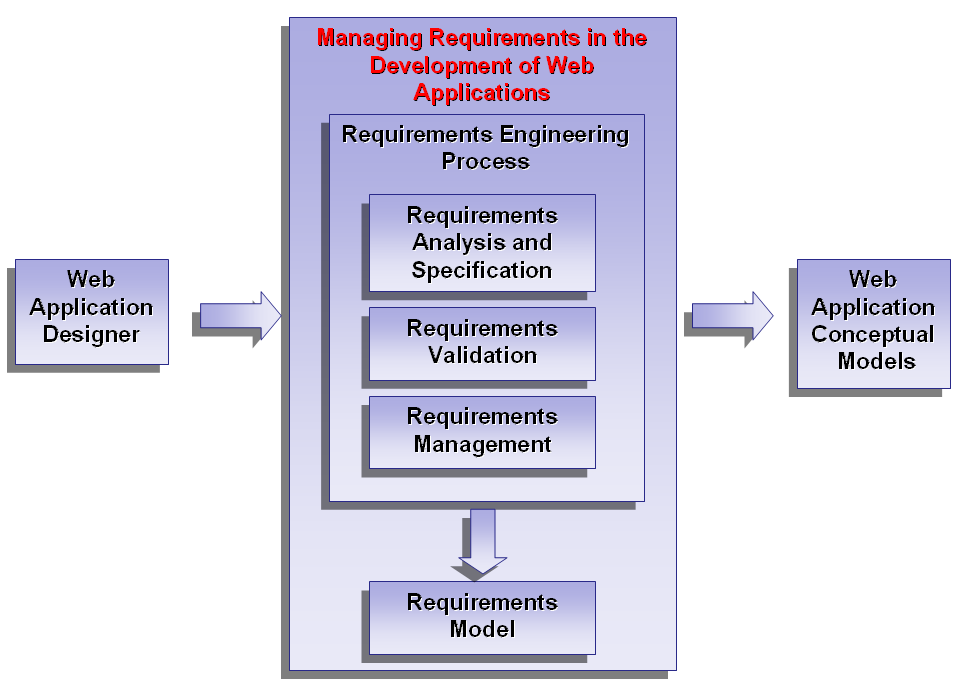 Managing Requirements in the
Development of Web
Applications
Requirements Engineering
Process
Requirements
Analysis and
Specification
Requirements
Validation
Requirements
Management
Requirements
Model
Web
Application
Designer
Web
Application
Conceptual
Models